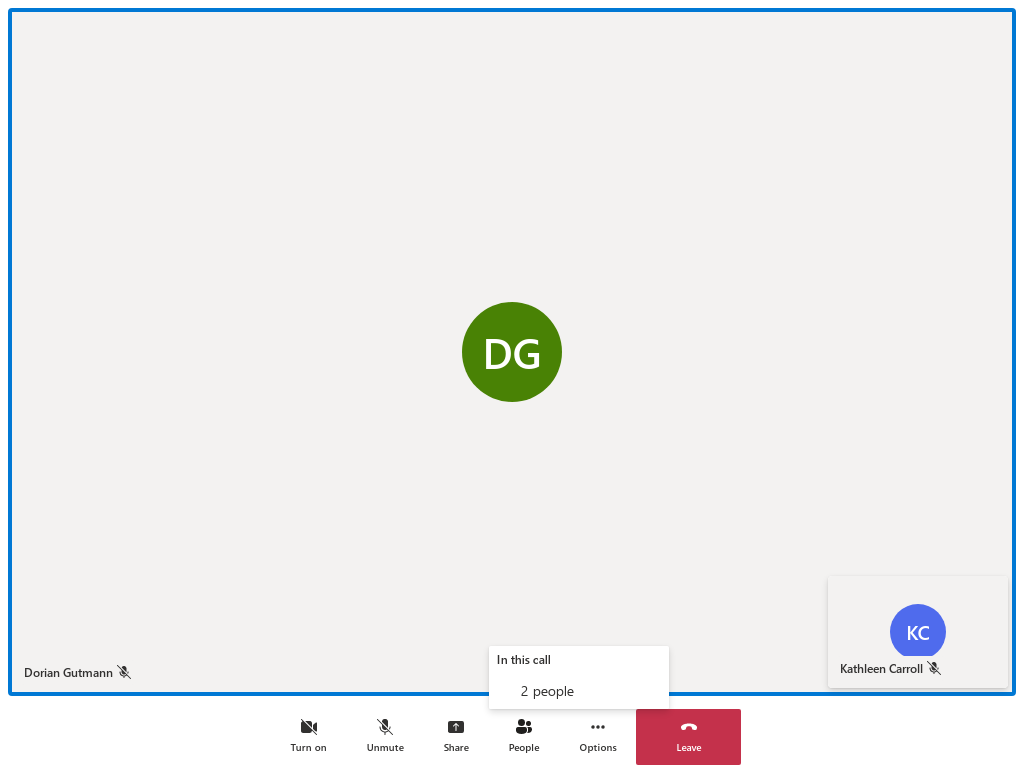 DG
KC
Dorian Gutmann
Kathleen Carroll
In this call
2 people
Turn on
Unmute
Share
People
Options
Leave